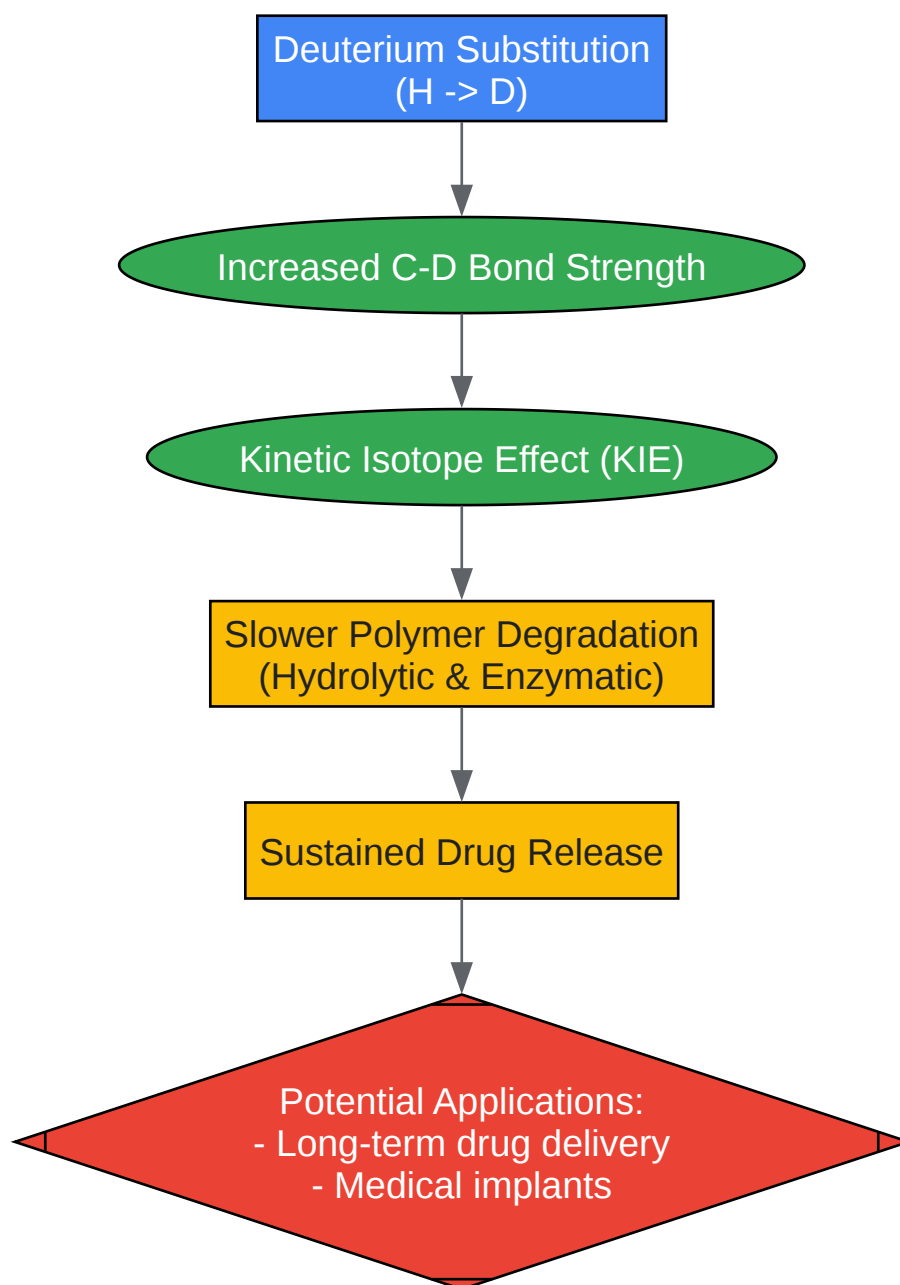 Deuterium Substitution
(H -> D)
Increased C-D Bond Strength
Kinetic Isotope Effect (KIE)
Slower Polymer Degradation
(Hydrolytic & Enzymatic)
Sustained Drug Release
Potential Applications:
- Long-term drug delivery
- Medical implants